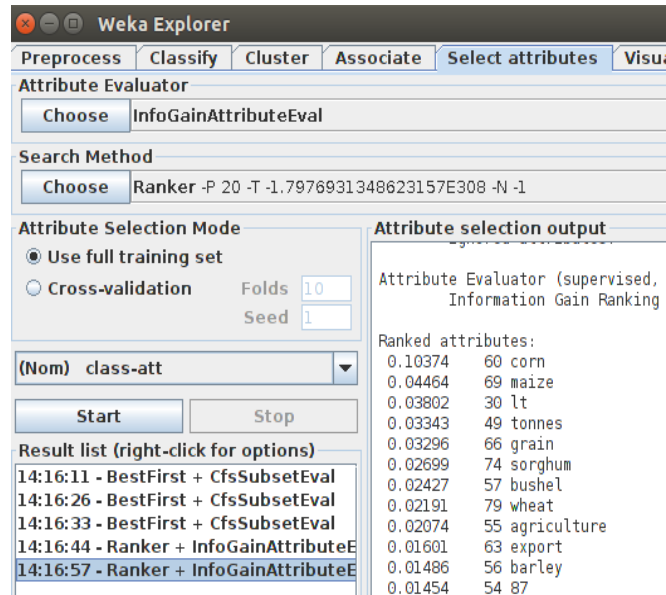 Weka Explorer
Preprocess Classify Cluster Associate Select attributes Visua
Attribute Evaluator
Choose InfoGainAttributeEval
Search Method
Choose Ranker -P 20 -T -1.7976931348623157E308 -N -1
Attribute Selection Mode
Use full training set
Cross-validation Folds 10
Seed 1
(Nom) class-att
Start Stop
Result list (right-click for options)
14:16:11 - BestFirst + CfsSubsetEval
14:16:26 - BestFirst + CfsSubsetEval
14:16:33 - BestFirst + CfsSubsetEval
14:16:44 - Ranker + InfoGainAttributeE
14:16:57 - Ranker + InfoGainAttributeE
Attribute selection output
Attribute Evaluator (supervised,
Information Gain Ranking
Ranked attributes:
0.10374 60 corn
0.04464 69 maize
0.03802 30 lt
0.03343 49 tonnes
0.03296 66 grain
0.02699 74 sorghum
0.02427 57 bushel
0.02191 79 wheat
0.02074 55 agriculture
0.01601 63 export
0.01486 56 barley
0.01454 54 87